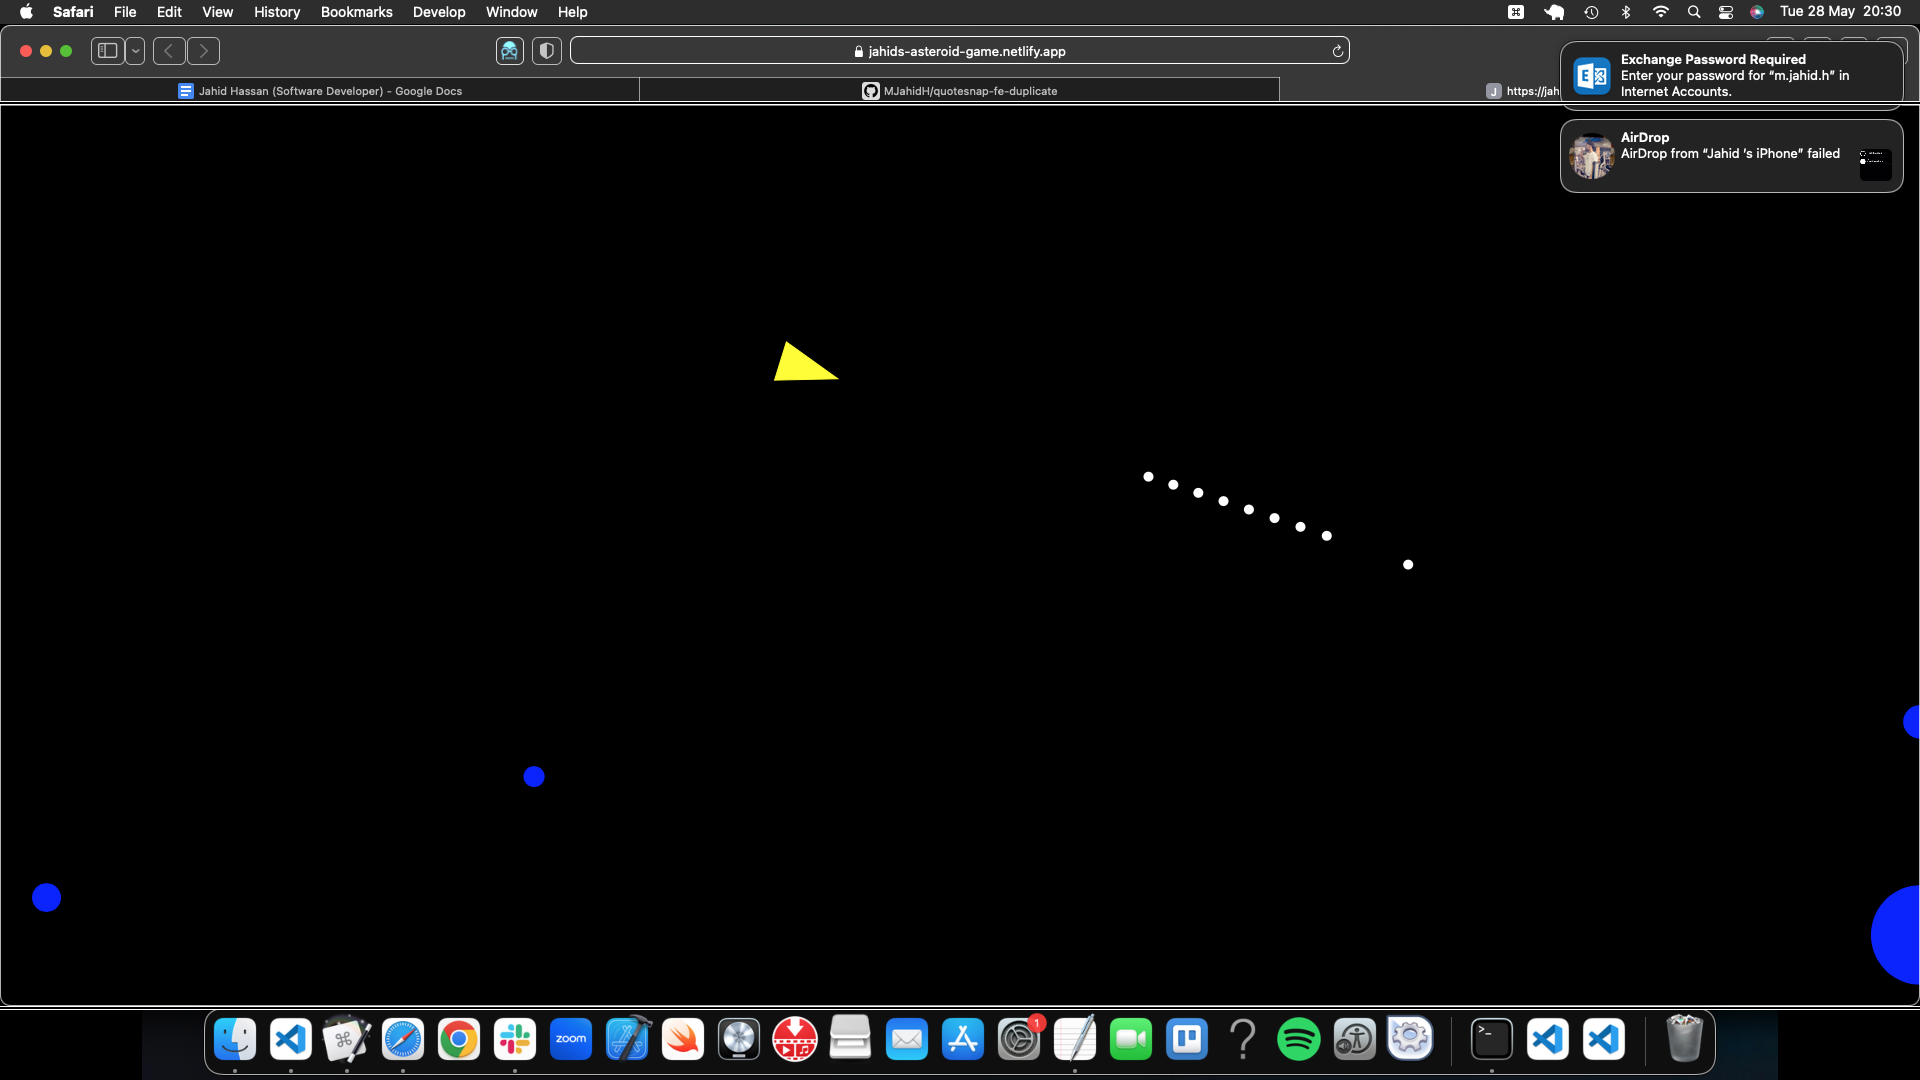 Safari File Edit View History Bookmarks Develop Window Help Tue 28 May 20:30
jahids-asteroid-game.netlify.app
Jahid Hassan (Software Developer) - Google Docs
MJahidH/quotesnap-fe-duplicate
J https://jah
Exchange Password Required
Enter your password for “m.jahid.h” in
Internet Accounts.
AirDrop
AirDrop from “Jahid ’s iPhone” failed
zoom
1